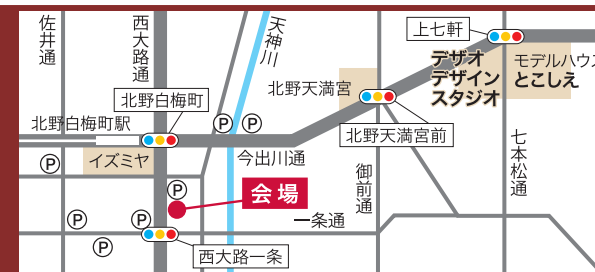 佐井通
西大路通
天神川
上七軒
デザオ
デザイン
スタジオ
モデルハウス
とこしえ
北野天満宮
北野白梅町
北野白梅町駅
P
P
北野天満宮前
七本松通
イズミヤ
今出川通
御前通
P
P
会場
P
P
一条通
P
西大路一条